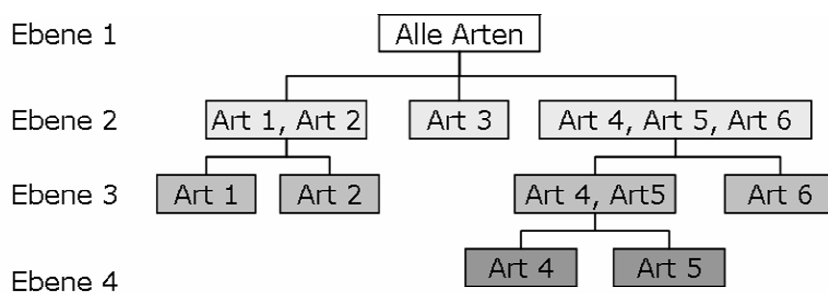 Ebene 1 Alle Arten
Ebene 2 Art 1, Art 2 Art 3 Art 4, Art 5, Art 6
Ebene 3 Art 1 Art 2 Art 4, Art5 Art 6
Ebene 4 Art 4 Art 5